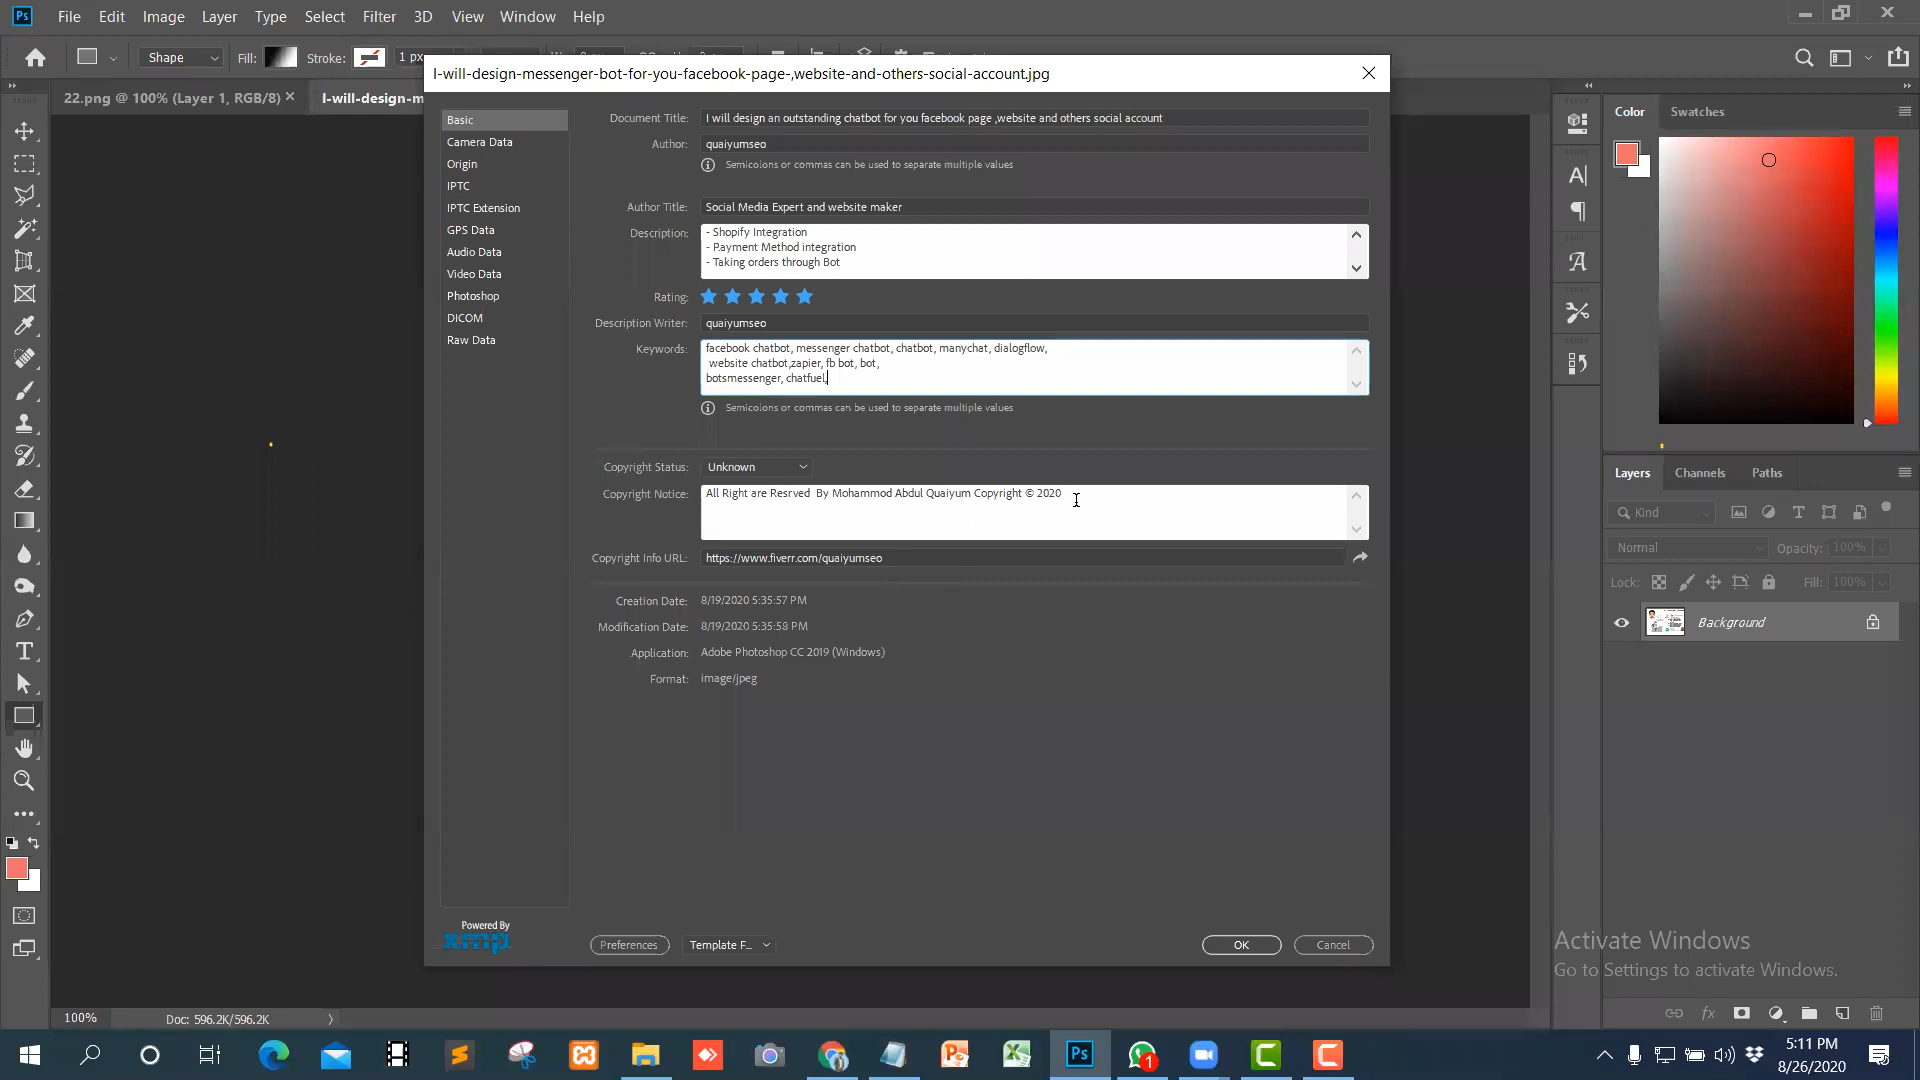 File Edit Image Layer Type Select Filter 3D View Window Help
Shape Fill: Stroke: 1 px
22.png @ 100% (Layer 1, RGB/8) I-will-design-m
I-will-design-messenger-bot-for-you-facebook-page-,website-and-others-social-account.jpg
Basic
Camera Data
Origin
IPTC
IPTC Extension
GPS Data
Audio Data
Video Data
Photoshop
DICOM
Raw Data
Document Title: I will design an outstanding chatbot for you facebook page ,website and others social account
Author: quaiyumseo
Semicolons or commas can be used to separate multiple values
Author Title: Social Media Expert and website maker
Description: - Shopify Integration
- Payment Method integration
- Taking orders through Bot
Rating:
Description Writer: quaiyumseo
Keywords: facebook chatbot, messenger chatbot, chatbot, manychat, dialogflow,
website chatbot,zapier, fb bot, bot,
botsmessenger, chatfuel,
Semicolons or commas can be used to separate multiple values
Copyright Status: Unknown
Copyright Notice: All Right are Resrved By Mohammod Abdul Quaiyum Copyright © 2020
Copyright Info URL: https://www.fiverr.com/quaiyumseo
Creation Date: 8/19/2020 5:35:57 PM
Modification Date: 8/19/2020 5:35:58 PM
Application: Adobe Photoshop CC 2019 (Windows)
Format: image/jpeg
Powered By
xmp
Preferences Template F... OK Cancel
Color Swatches
Layers Channels Paths
Kind
Normal Opacity: 100%
Lock: Fill: 100%
Background
Activate Windows
Go to Settings to activate Windows.
100% Doc: 596.2K/596.2K
5:11 PM
8/26/2020